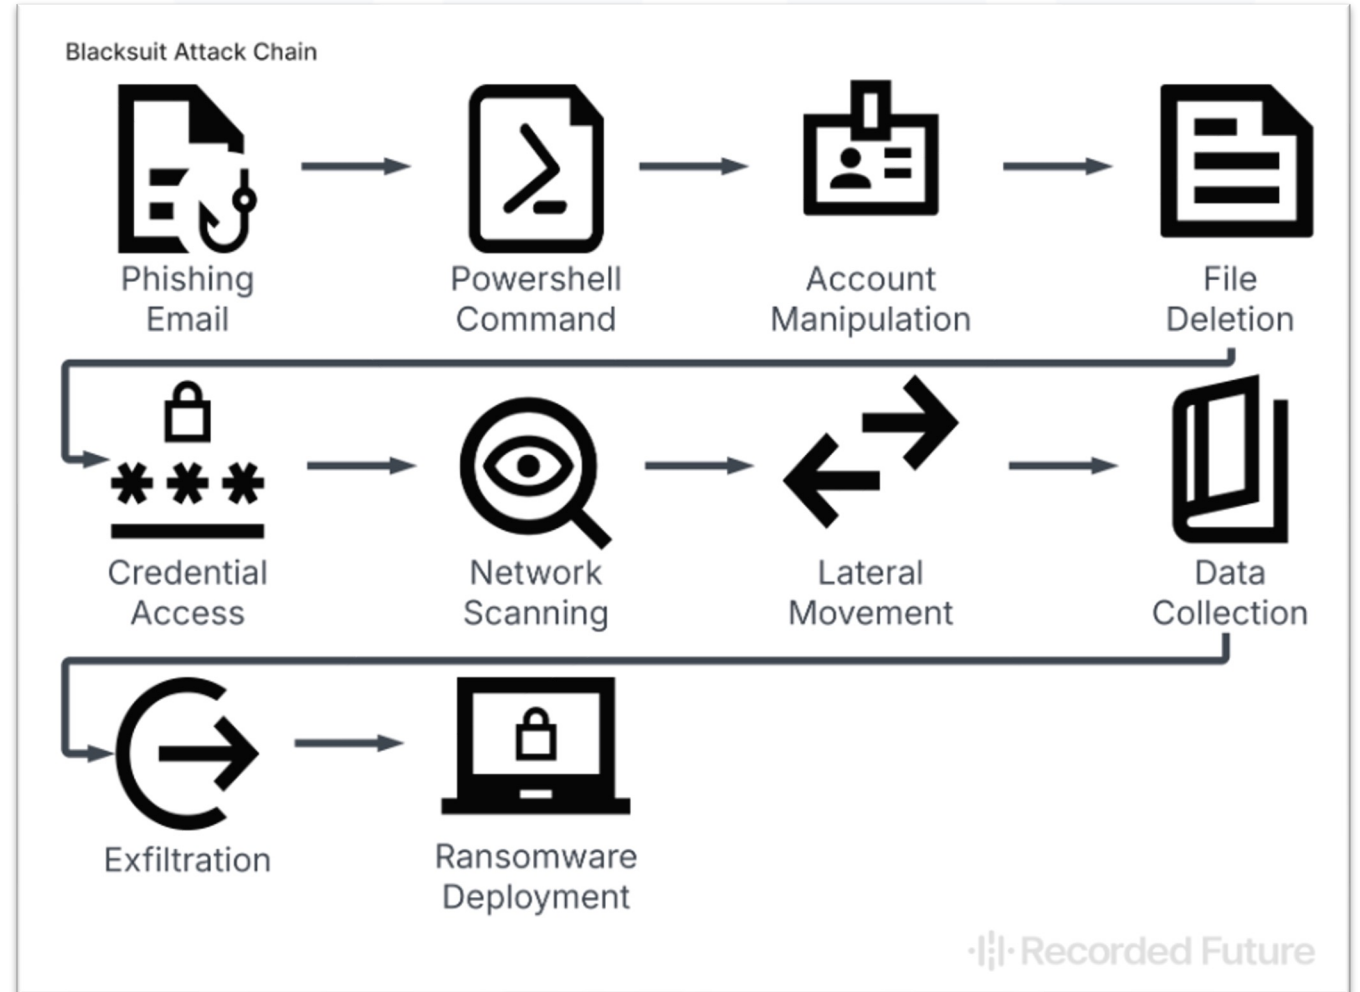 Blacksuit Attack Chain
Phishing
Email
Powershell
Command
Account
Manipulation
File
Deletion
Credential
Access
Network
Scanning
Lateral
Movement
Data
Collection
Exfiltration
Ransomware
Deployment
Recorded Future